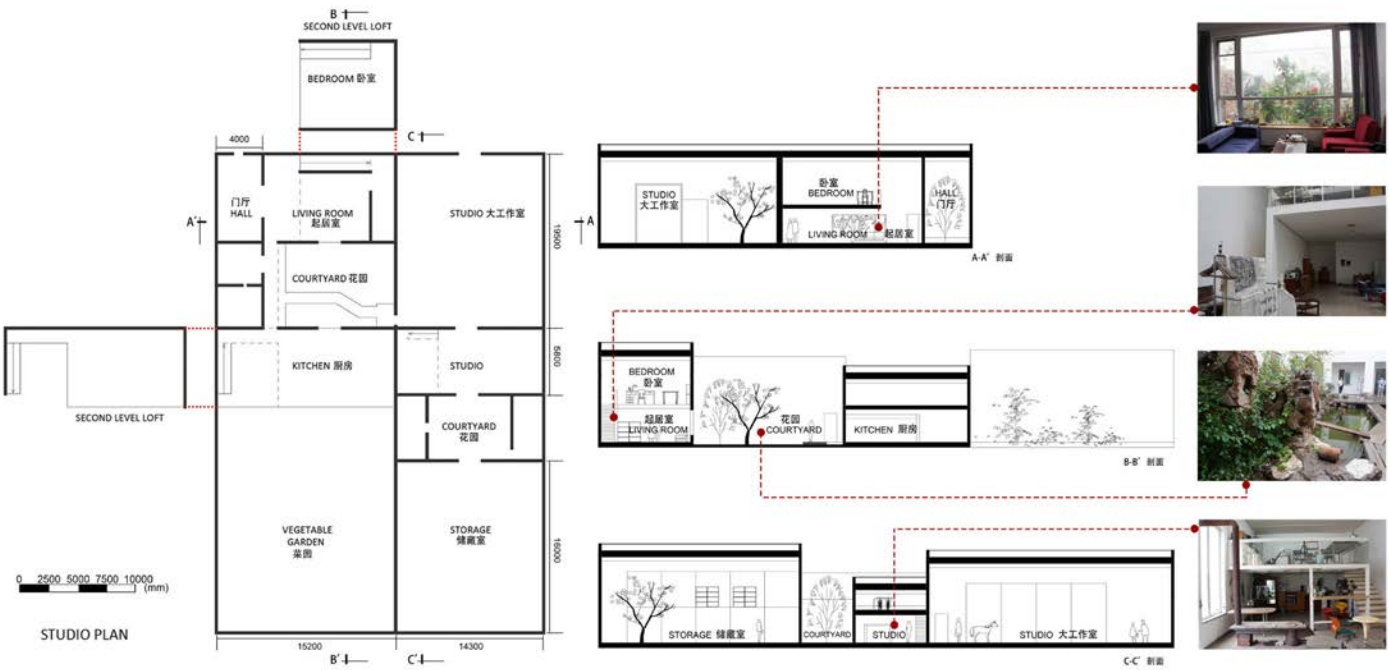 B
SECOND LEVEL LOFT
BEDROOM 卧室
C
4000
门厅
HALL
LIVING ROOM
起居室
STUDIO 大工作室
A'
A
19500
COURTYARD 花园
KITCHEN 厨房
STUDIO
5800
SECOND LEVEL LOFT
COURTYARD
花园
VEGETABLE
GARDEN
菜园
STORAGE
储藏室
16000
0 2500 5000 7500 10000
(mm)
STUDIO PLAN
15200
14300
B'
C'
STUDIO
大工作室
卧室
BEDROOM
HALL
门厅
LIVING ROOM 起居室
A-A' 剖面
BEDROOM
卧室
起居室
LIVING ROOM
花园
COURTYARD
KITCHEN 厨房
B-B' 剖面
STORAGE 储藏室
COURTYARD
STUDIO
STUDIO 大工作室
C-C' 剖面